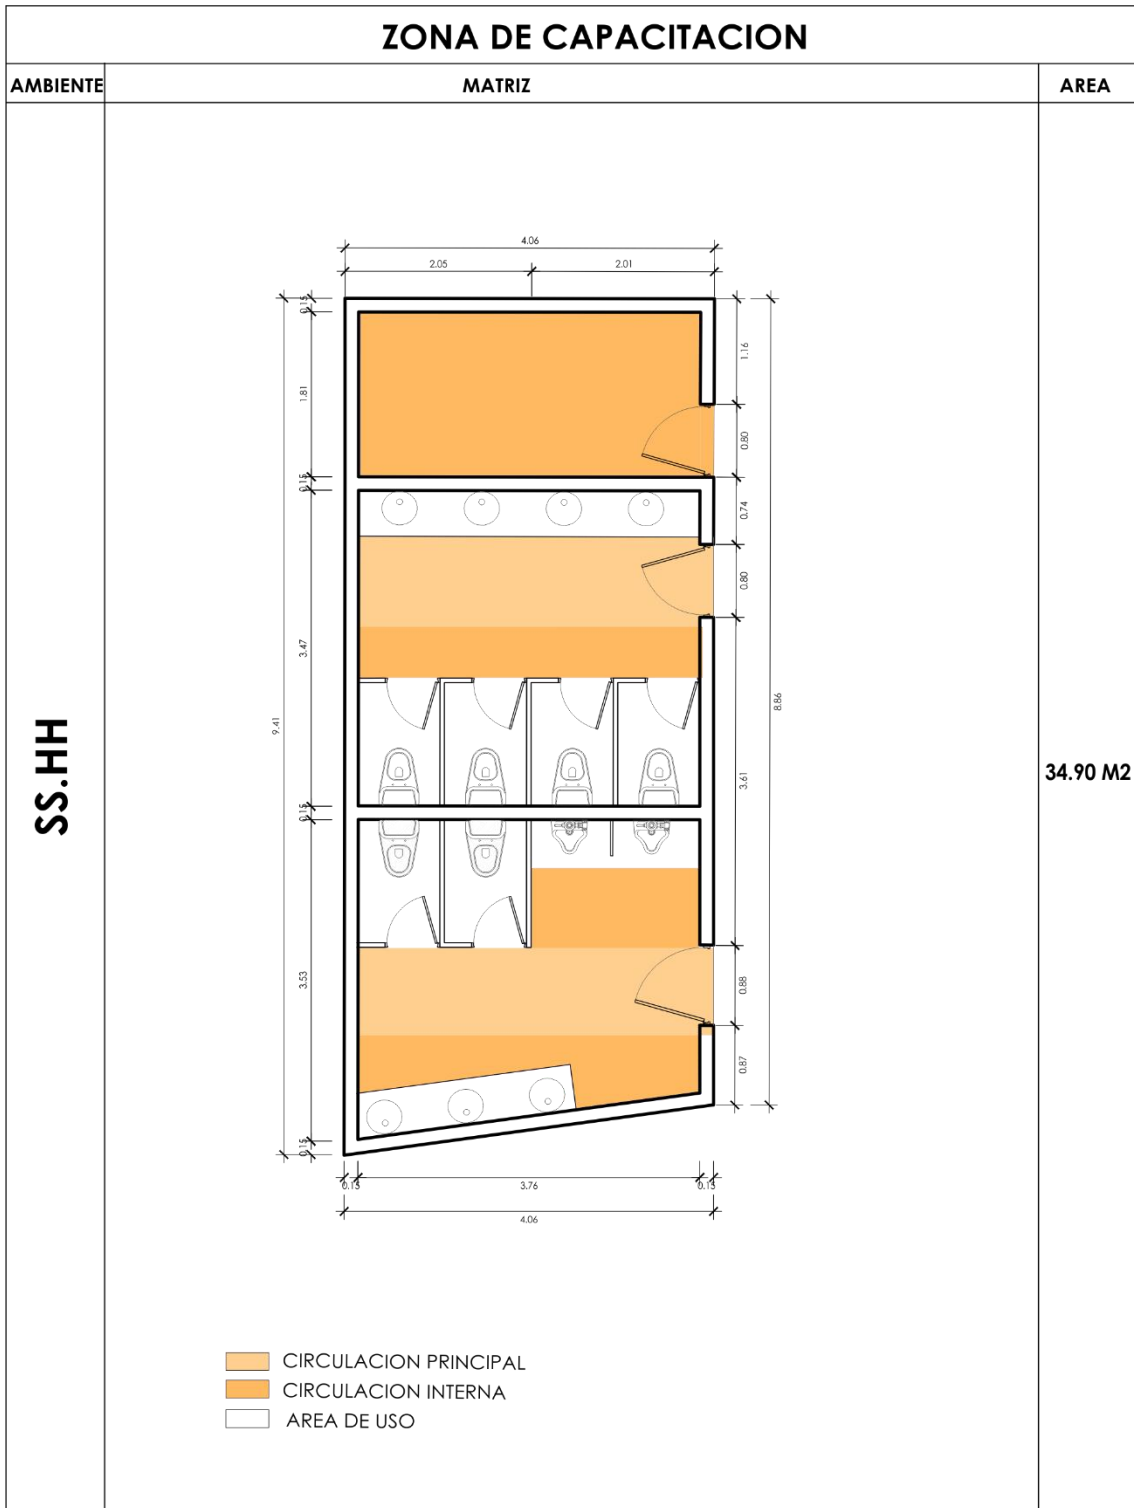 ZONA DE CAPACITACION
AMBIENTE
MATRIZ
AREA
4.06
2.05
2.01
0.15
1.81
0.15
3.47
0.15
3.53
0.15
9.41
1.16
0.80
0.74
0.80
3.61
0.88
0.87
8.86
0.15
3.76
0.15
4.06
SS.HH
34.90 M2
CIRCULACION PRINCIPAL
CIRCULACION INTERNA
AREA DE USO